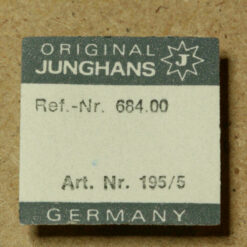 ORIGINAL
JUNGHANS J
Ref.-Nr. 684.00
Art. Nr. 195/5
GERMANY